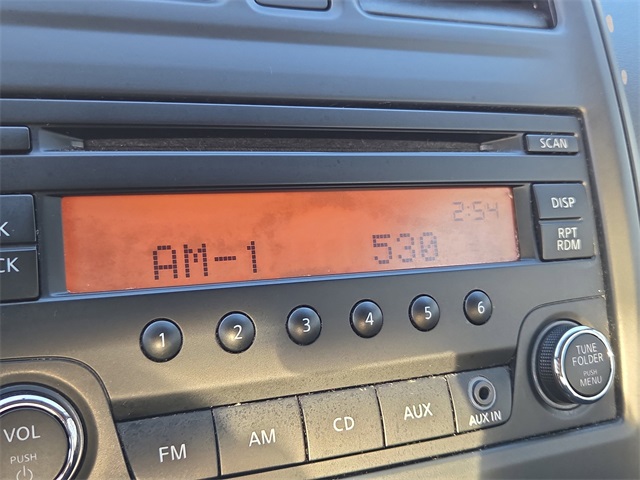 SCAN
DISP
RPT
RDM
2:54
AM-1 530
K
CK
1 2 3 4 5 6
TUNE
FOLDER
PUSH
MENU
VOL
PUSH
FM AM CD AUX AUX IN